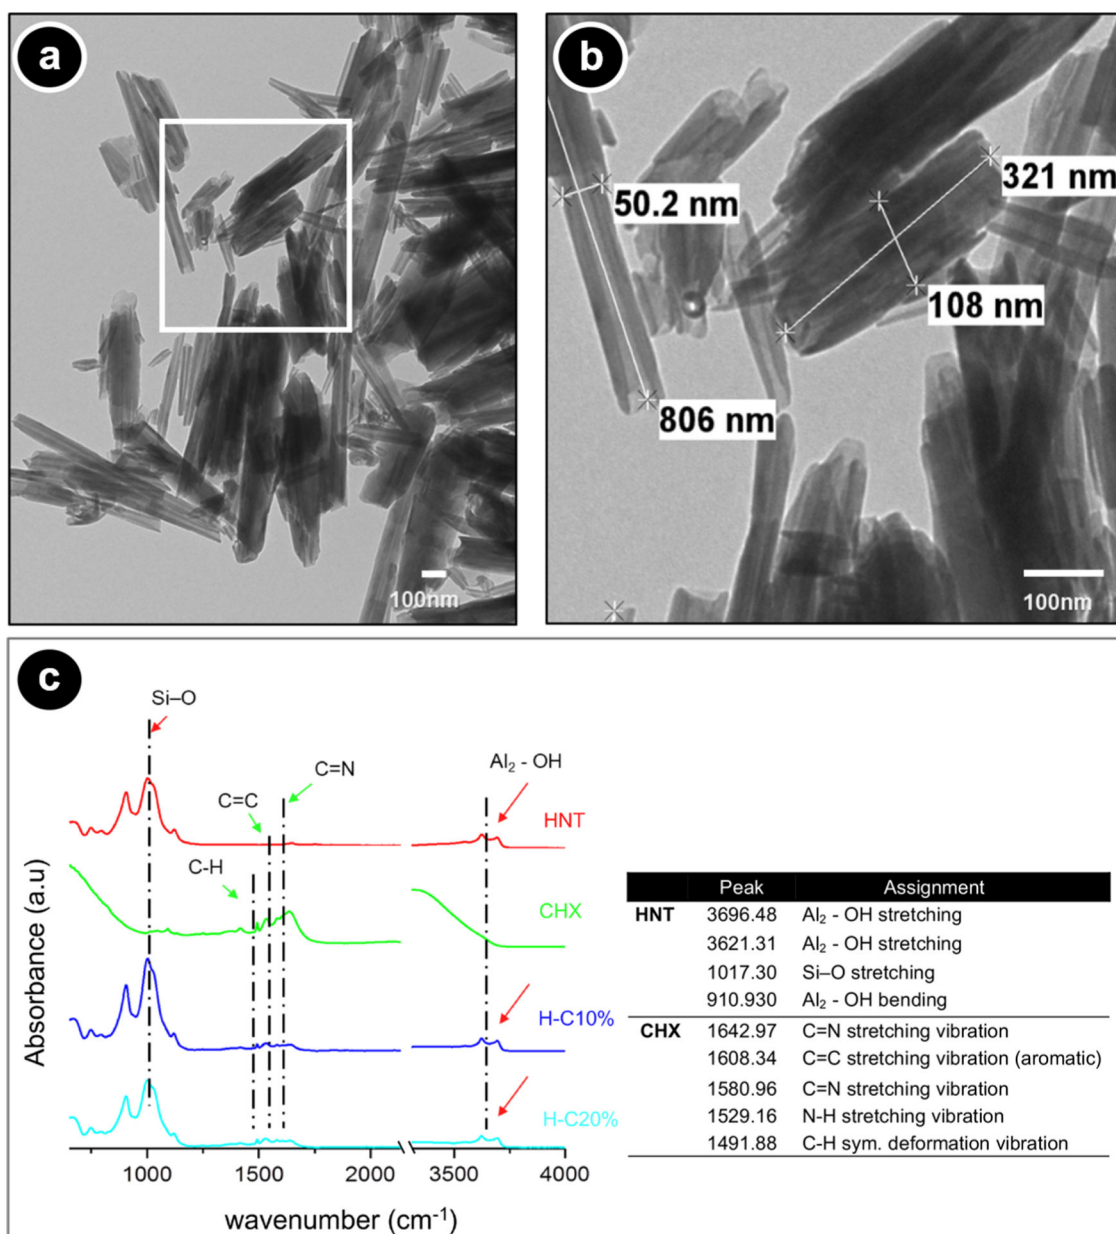 a
100nm
b
50.2 nm
321 nm
108 nm
806 nm
100nm
c
Si–O
C=N
C=C
C-H
Al₂ - OH
HNT
CHX
H-C10%
H-C20%
Absorbance (a.u)
1000 1500 2000 3500 4000
wavenumber (cm⁻¹)
Peak Assignment
HNT 3696.48 Al₂ - OH stretching
3621.31 Al₂ - OH stretching
1017.30 Si–O stretching
910.930 Al₂ - OH bending
CHX 1642.97 C=N stretching vibration
1608.34 C=C stretching vibration (aromatic)
1580.96 C=N stretching vibration
1529.16 N-H stretching vibration
1491.88 C-H sym. deformation vibration